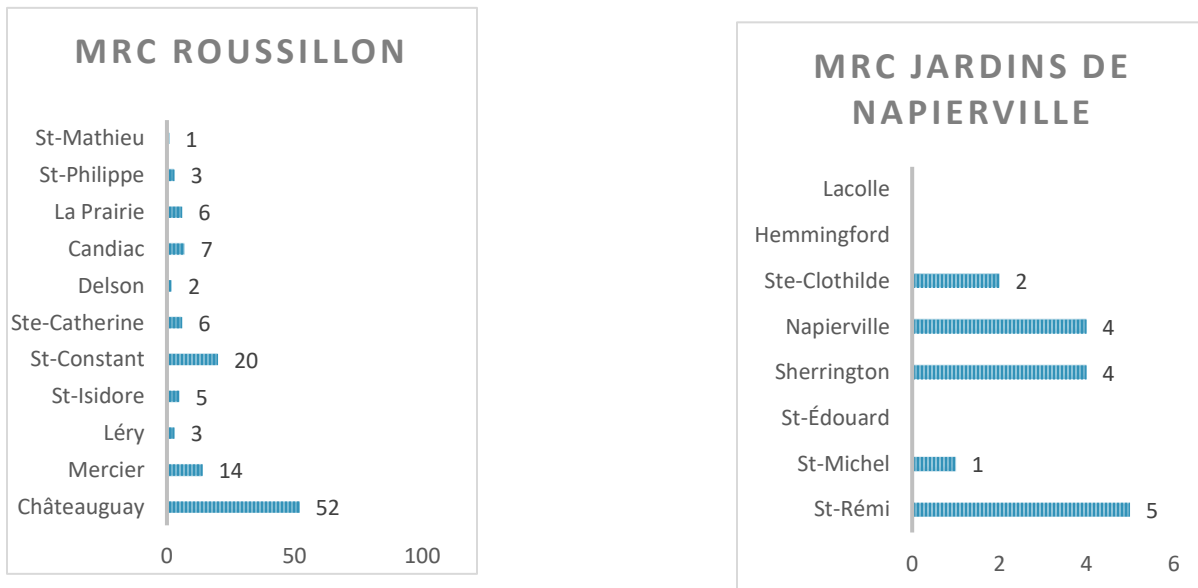 MRC ROUSSILLON
St-Mathieu 1
St-Philippe 3
La Prairie 6
Candiac 7
Delson 2
Ste-Catherine 6
St-Constant 20
St-Isidore 5
Léry 3
Mercier 14
Châteauguay 52
0 50 100
MRC JARDINS DE
NAPIERVILLE
Lacolle
Hemmingford
Ste-Clothilde 2
Napierville 4
Sherrington 4
St-Édouard
St-Michel 1
St-Rémi 5
0 2 4 6